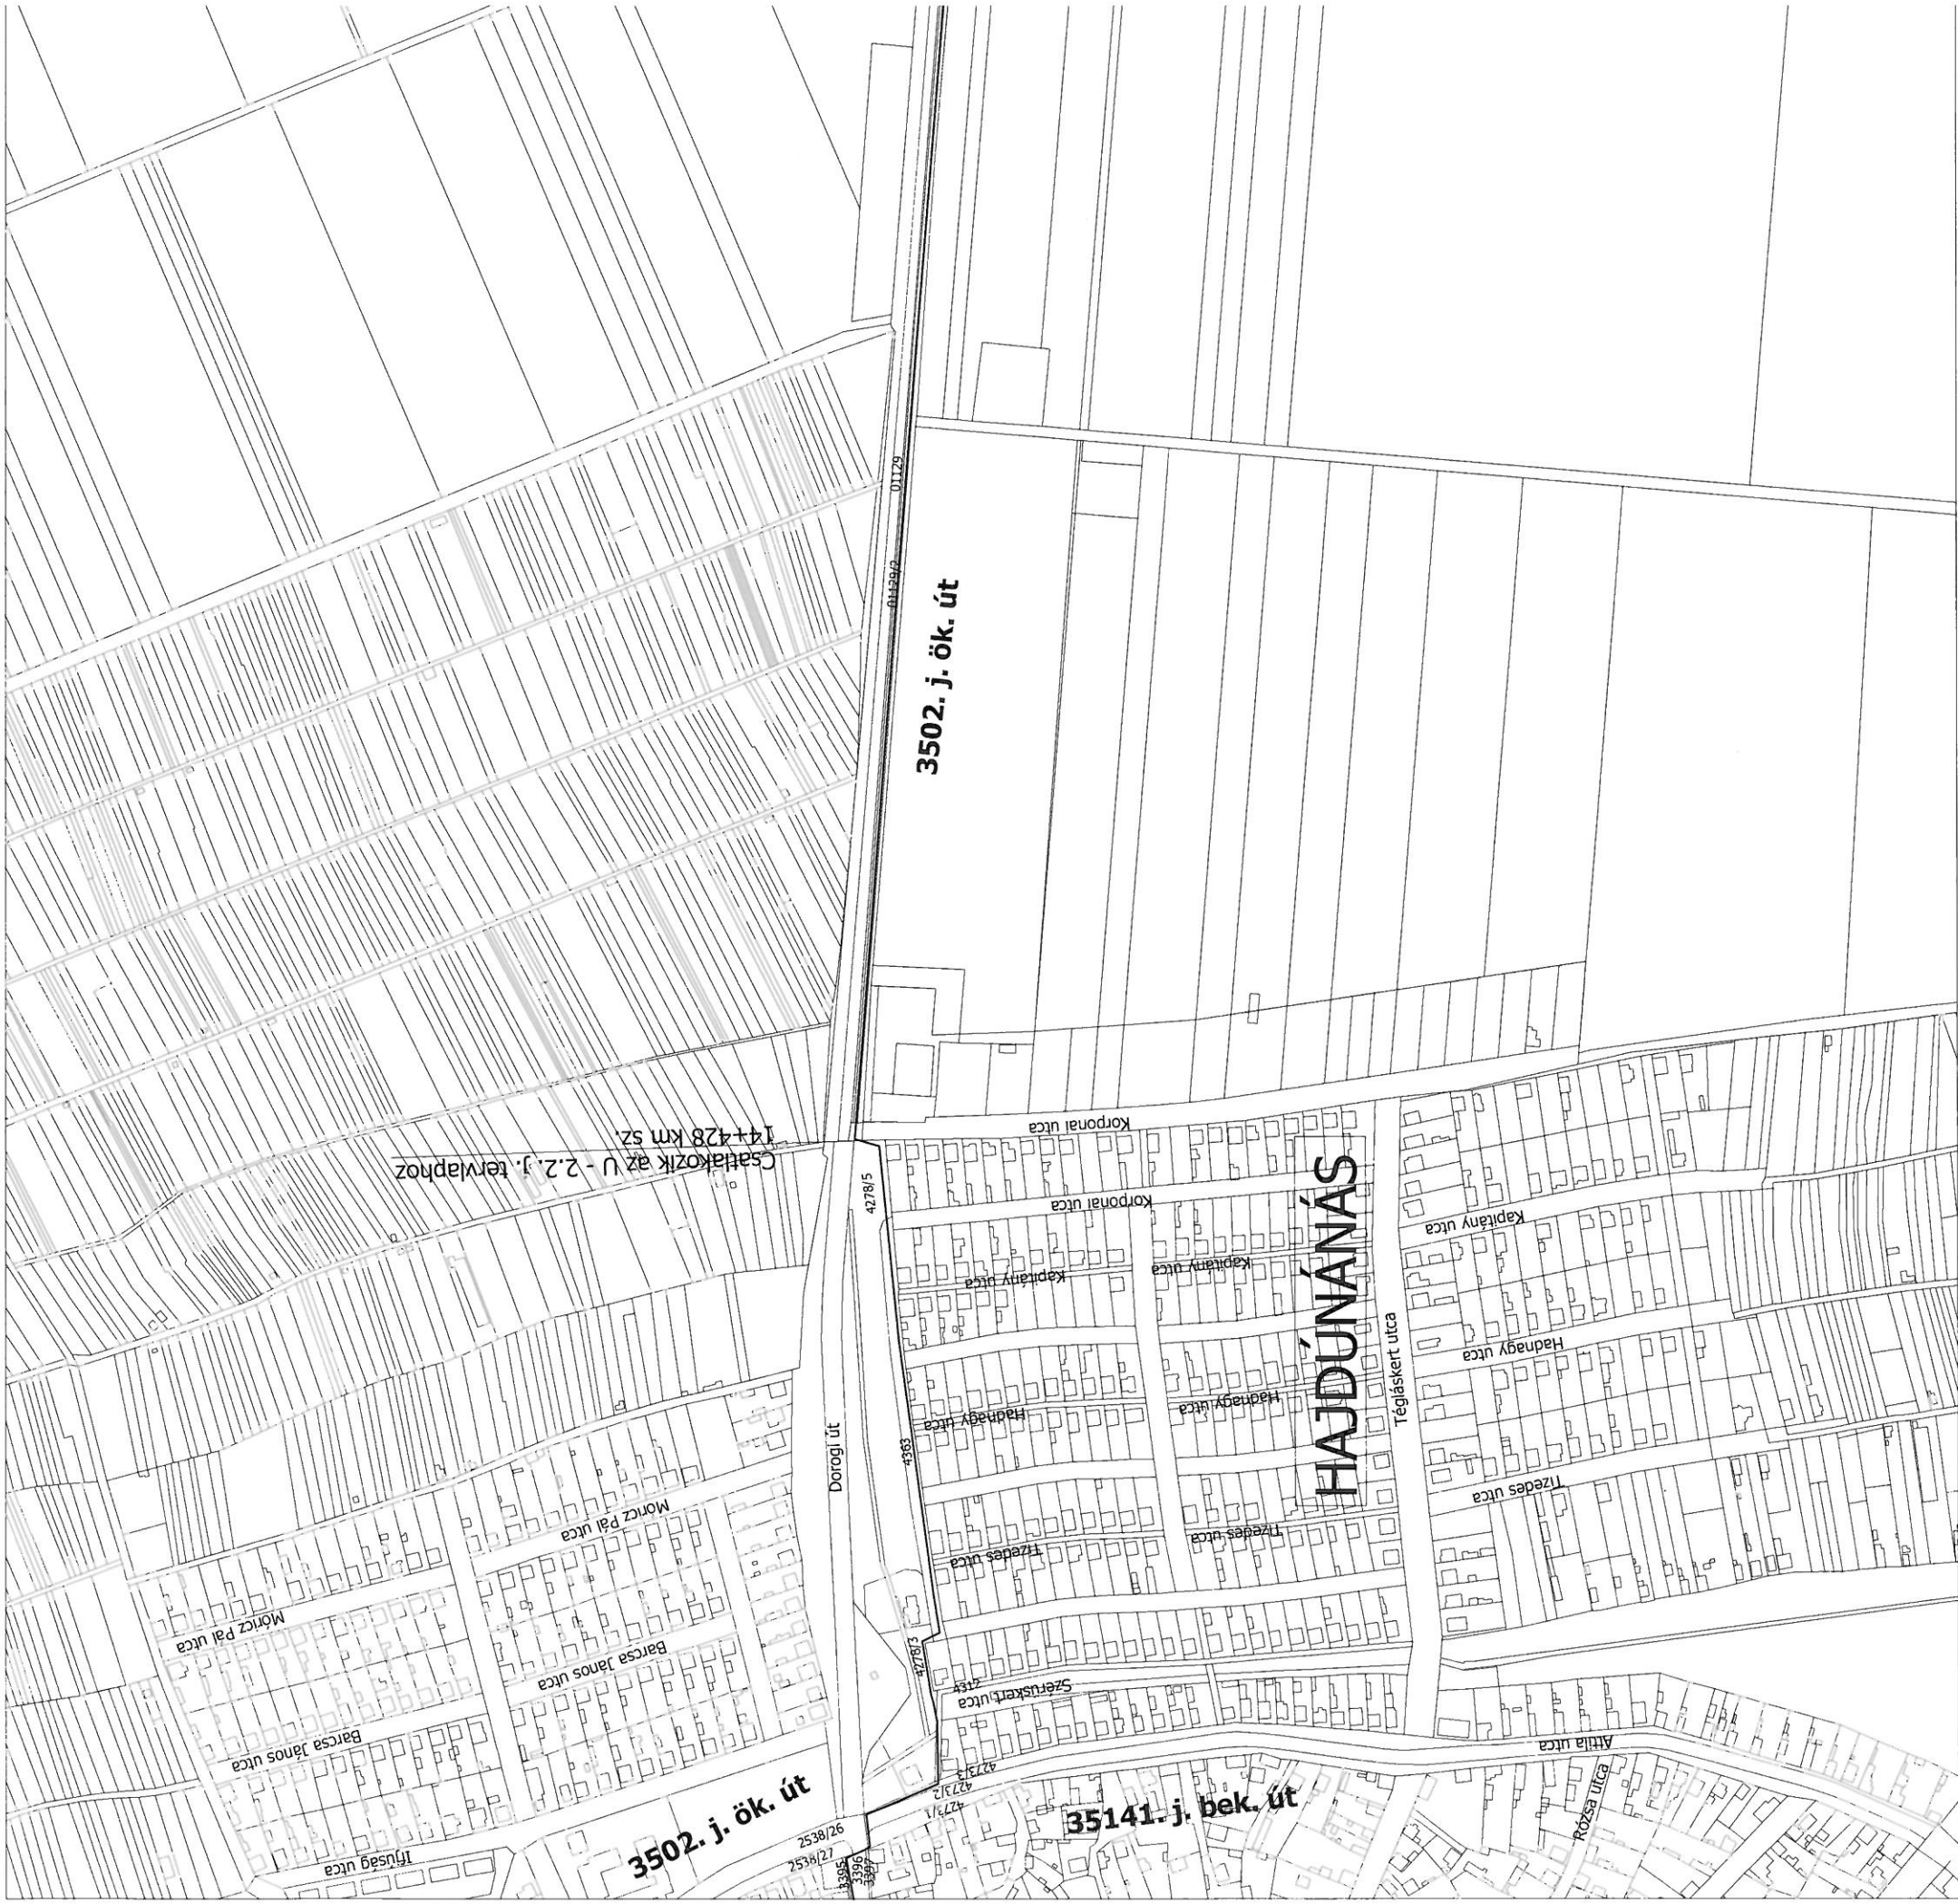 01129
01129/2
3502. j. ök. út
14+428 km sz.
Csatlakozik az U - 2.2. j. tervlaphoz
Korponai utca
4278/5
Korponai utca
HAJDÚNÁNÁS
Kapitány utca
Kapitány utca
Kapitány utca
Tégláskert utca
Hadnagy utca
Hadnagy utca
Hadnagy utca
Dorogi út
4363
Tizedes utca
Móricz Pál utca
Tizedes utca
Tizedes utca
Móricz Pál utca
Barcsa János utca
4278/3
4312
Szérűskert utca
Barcsa János utca
Attila utca
4273/3
4273/2
4273/1
35141. j. bek. út
Rózsa utca
3502. j. ök. út
2538/26
2536/27
Ifjúság utca
3395
3396
3397